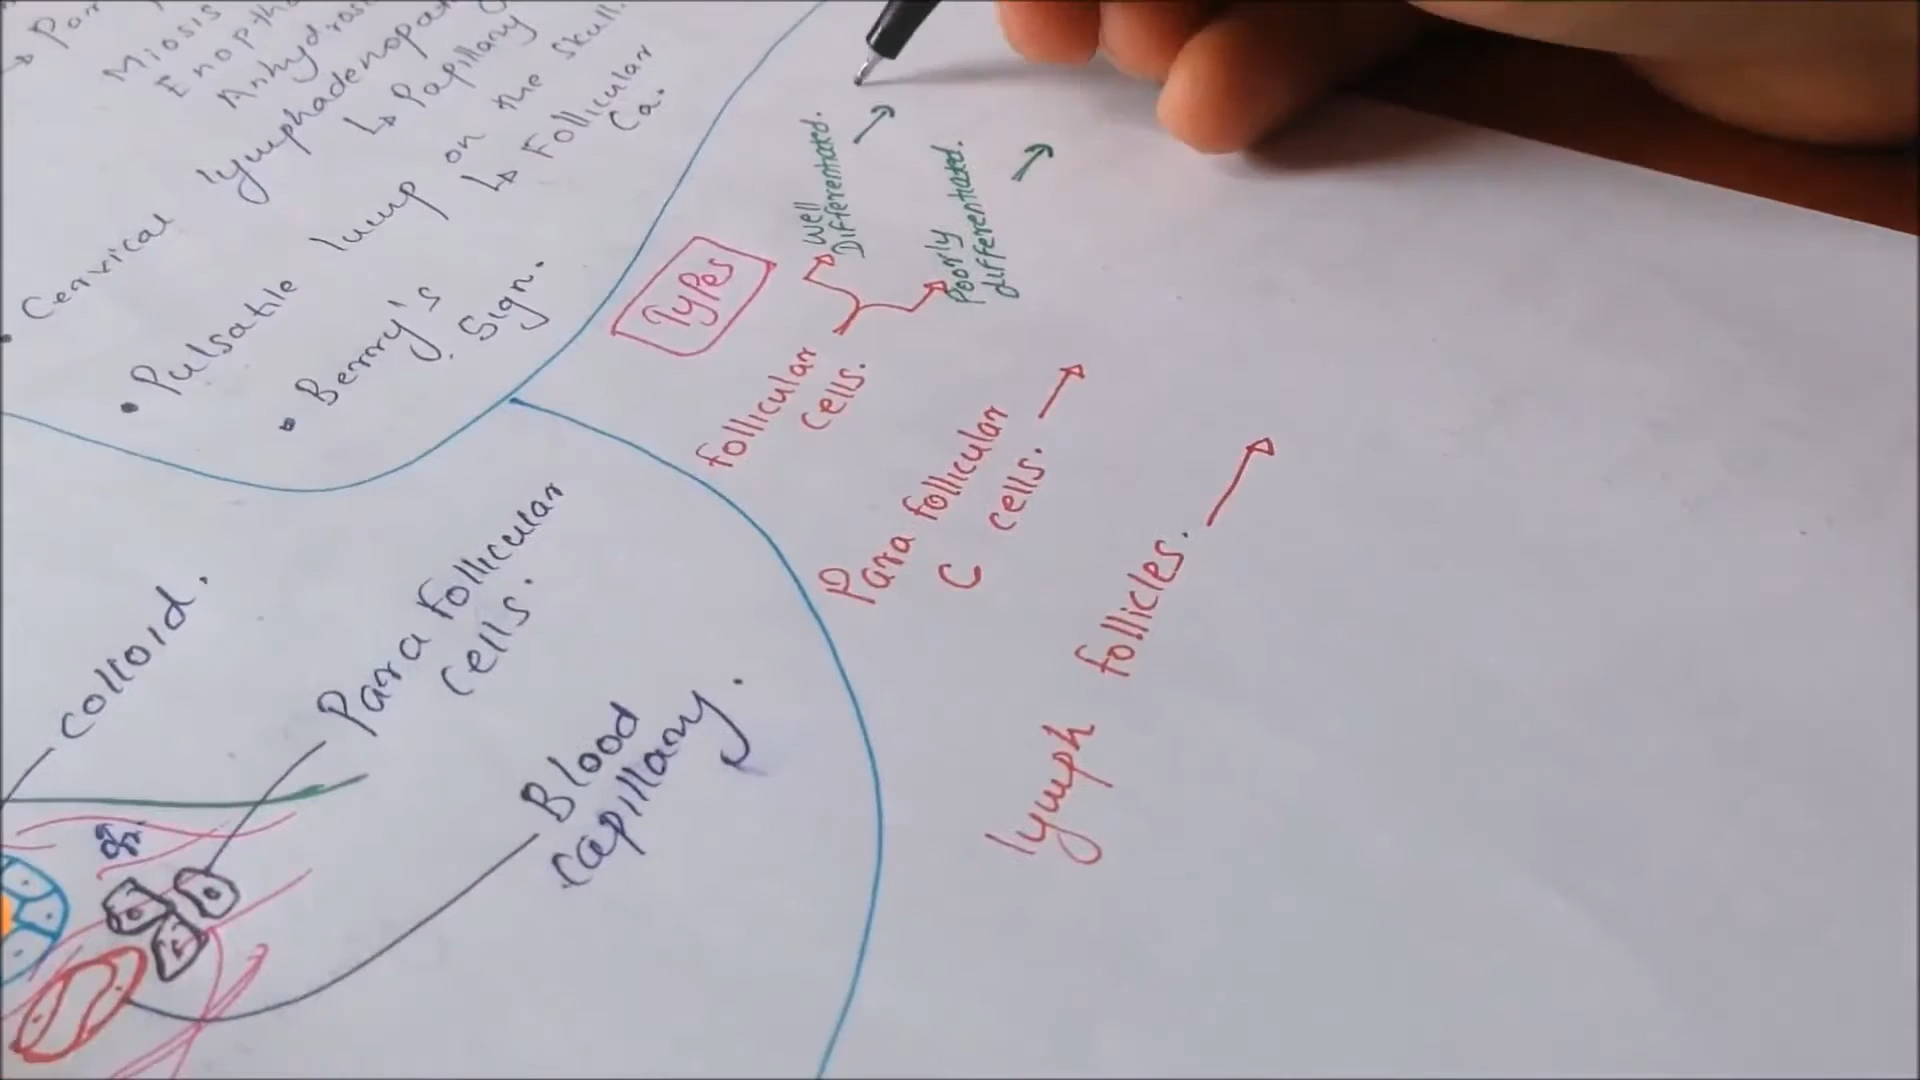 Miosis
Enopth
Anhydros
Cervical lymphadenopat
↳ Papillary
• Pulsatile lump on the skull.
↳ Follicular
Ca.
• Berry's
Sign.
Types
follicular
cells.
Well
Differentiated.
Poorly
differentiated.
Para follicular
C cells.
lymph follicles.
colloid.
Para follicular
cells.
Blood
capillary.